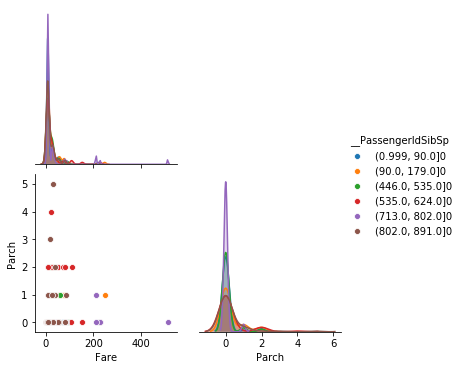 __PassengerIdSibSp
(0.999, 90.0]0
(90.0, 179.0]0
(446.0, 535.0]0
(535.0, 624.0]0
(713.0, 802.0]0
(802.0, 891.0]0
5
4
3
2
1
0
Parch
0 200 400
Fare
0 2 4 6
Parch